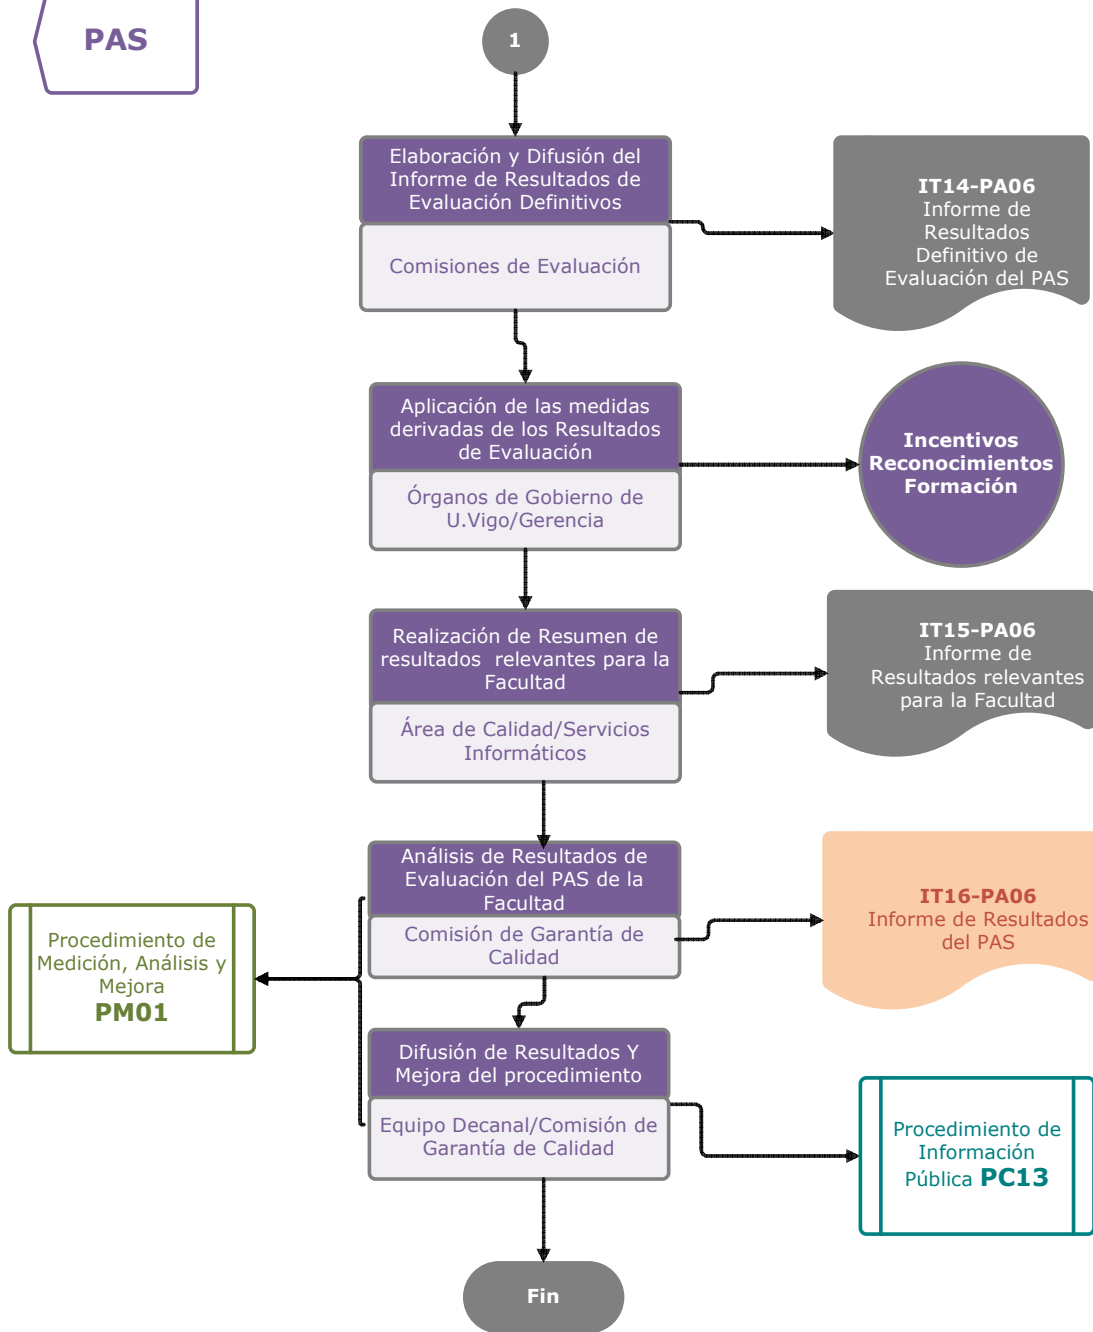 PAS
1
Elaboración y Difusión del
Informe de Resultados de
Evaluación Definitivos
Comisiones de Evaluación
IT14-PA06
Informe de
Resultados
Definitivo de
Evaluación del PAS
Aplicación de las medidas
derivadas de los Resultados
de Evaluación
Órganos de Gobierno de
U.Vigo/Gerencia
Incentivos
Reconocimientos
Formación
Realización de Resumen de
resultados relevantes para la
Facultad
Área de Calidad/Servicios
Informáticos
IT15-PA06
Informe de
Resultados relevantes
para la Facultad
Análisis de Resultados de
Evaluación del PAS de la
Facultad
Comisión de Garantía de
Calidad
IT16-PA06
Informe de Resultados
del PAS
Procedimiento de
Medición, Análisis y
Mejora
PM01
Difusión de Resultados Y
Mejora del procedimiento
Equipo Decanal/Comisión de
Garantía de Calidad
Procedimiento de
Información
Pública PC13
Fin